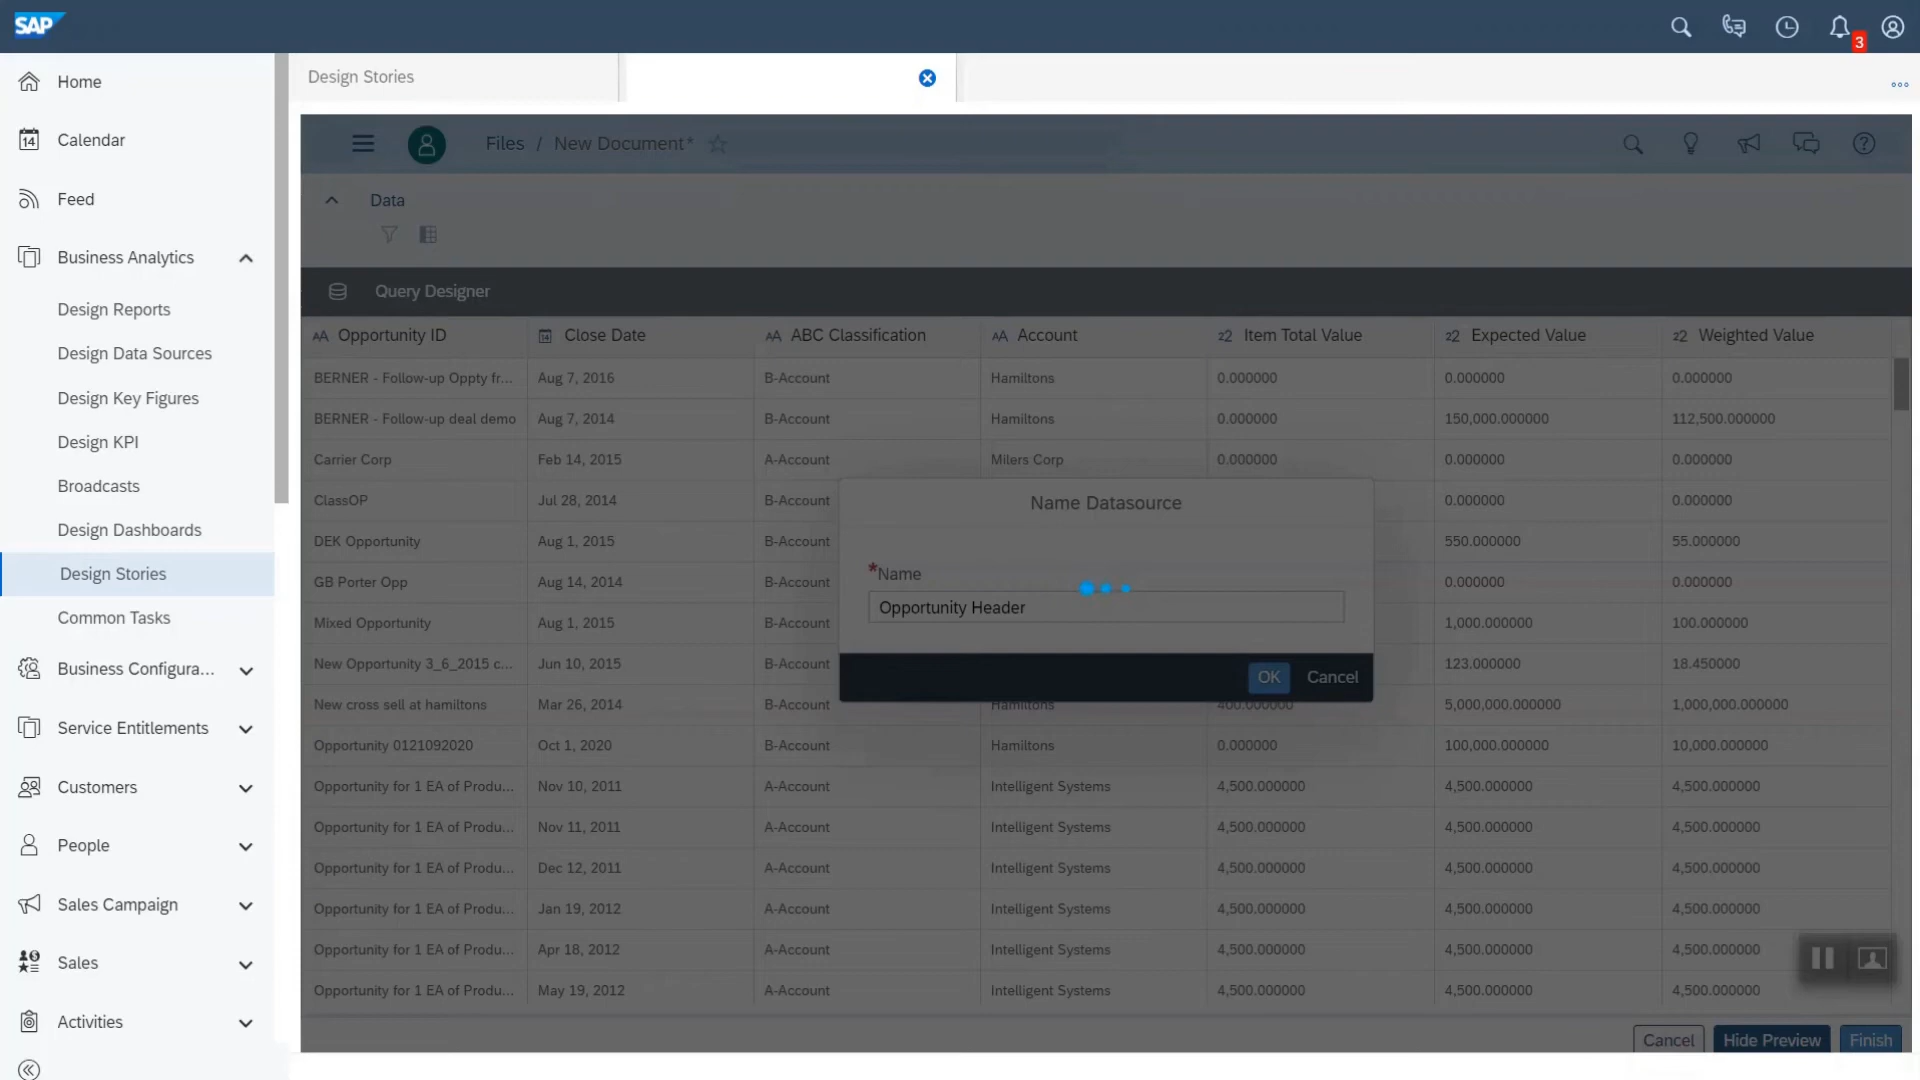 SAP
3
Home
14 Calendar
Feed
Business Analytics
Design Reports
Design Data Sources
Design Key Figures
Design KPI
Broadcasts
Design Dashboards
Design Stories
Common Tasks
Business Configura...
Service Entitlements
Customers
People
Sales Campaign
Sales
Activities
Design Stories
Files / New Document*
Data
Query Designer
Opportunity ID Close Date ABC Classification Account Item Total Value Expected Value Weighted Value
BERNER - Follow-up Oppty fr... Aug 7, 2016 B-Account Hamiltons 0.000000 0.000000 0.000000
BERNER - Follow-up deal demo Aug 7, 2014 B-Account Hamiltons 0.000000 150,000.000000 112,500.000000
Carrier Corp Feb 14, 2015 A-Account Milers Corp 0.000000 0.000000 0.000000
ClassOP Jul 28, 2014 B-Account 0.000000 0.000000
DEK Opportunity Aug 1, 2015 B-Account 550.000000 55.000000
GB Porter Opp Aug 14, 2014 B-Account 0.000000 0.000000
Mixed Opportunity Aug 1, 2015 B-Account 1,000.000000 100.000000
New Opportunity 3_6_2015 c... Jun 10, 2015 B-Account 123.000000 18.450000
New cross sell at hamiltons Mar 26, 2014 B-Account Hamiltons 400.000000 5,000,000.000000 1,000,000.000000
Opportunity 0121092020 Oct 1, 2020 B-Account Hamiltons 0.000000 100,000.000000 10,000.000000
Opportunity for 1 EA of Produ... Nov 10, 2011 A-Account Intelligent Systems 4,500.000000 4,500.000000 4,500.000000
Opportunity for 1 EA of Produ... Nov 11, 2011 A-Account Intelligent Systems 4,500.000000 4,500.000000 4,500.000000
Opportunity for 1 EA of Produ... Dec 12, 2011 A-Account Intelligent Systems 4,500.000000 4,500.000000 4,500.000000
Opportunity for 1 EA of Produ... Jan 19, 2012 A-Account Intelligent Systems 4,500.000000 4,500.000000 4,500.000000
Opportunity for 1 EA of Produ... Apr 18, 2012 A-Account Intelligent Systems 4,500.000000 4,500.000000 4,500.000000
Opportunity for 1 EA of Produ... May 19, 2012 A-Account Intelligent Systems 4,500.000000 4,500.000000 4,500.000000
Name Datasource
*Name
Opportunity Header
OK Cancel
Cancel Hide Preview Finish